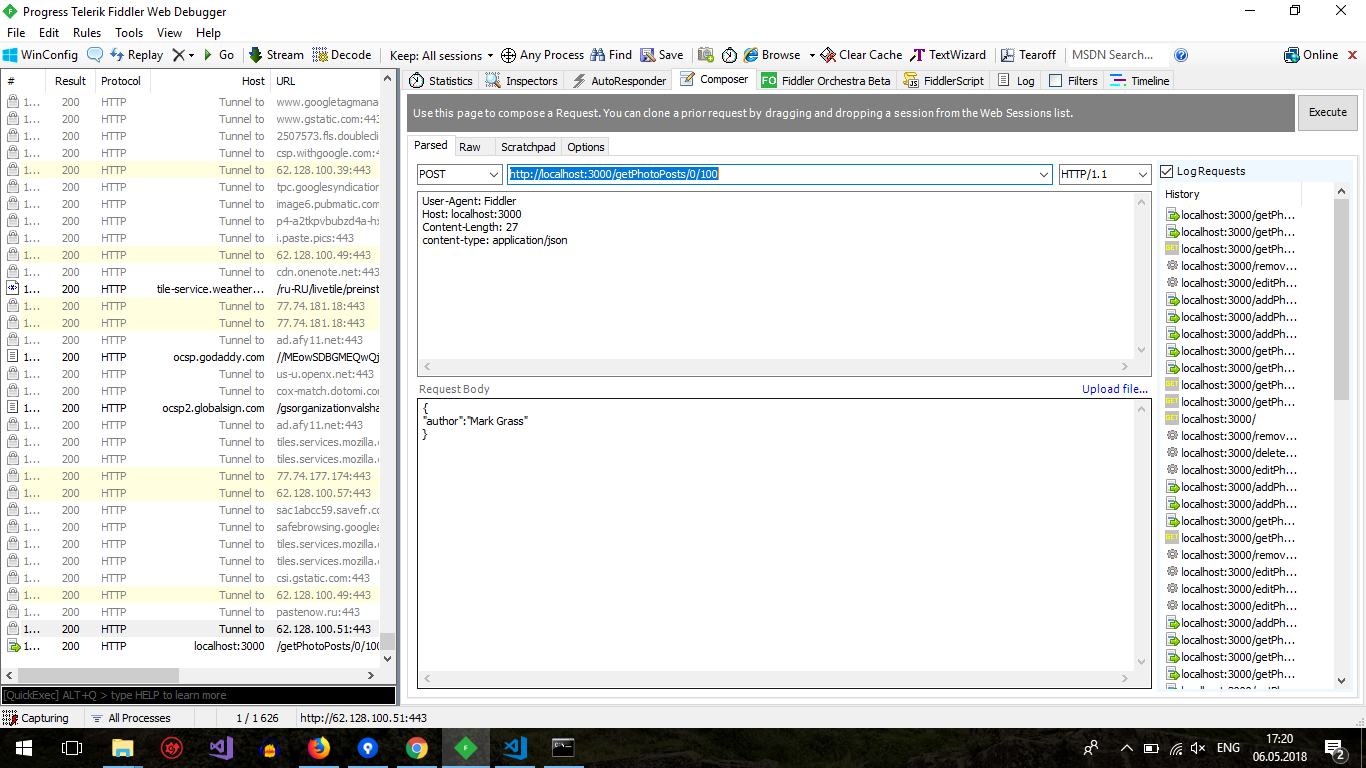 Progress Telerik Fiddler Web Debugger
File Edit Rules Tools View Help
WinConfig Replay Go Stream Decode Keep: All sessions Any Process Find Save Browse Clear Cache TextWizard Tearoff MSDN Search... Online
# Result Protocol Host URL
1... 200 HTTP Tunnel to www.googletagmana
1... 200 HTTP Tunnel to www.gstatic.com:443
1... 200 HTTP Tunnel to 2507573.fls.doublecli
1... 200 HTTP Tunnel to csp.withgoogle.com:4
1... 200 HTTP Tunnel to 62.128.100.39:443
1... 200 HTTP Tunnel to tpc.googlesyndication
1... 200 HTTP Tunnel to image6.pubmatic.com
1... 200 HTTP Tunnel to p4-a2tkpvbubzd4a-hx
1... 200 HTTP Tunnel to i.paste.pics:443
1... 200 HTTP Tunnel to 62.128.100.49:443
1... 200 HTTP Tunnel to cdn.onenote.net:443
1... 200 HTTP tile-service.weather... /ru-RU/livetile/preinst
1... 200 HTTP Tunnel to 77.74.181.18:443
1... 200 HTTP Tunnel to 77.74.181.18:443
1... 200 HTTP Tunnel to ad.afy11.net:443
1... 200 HTTP ocsp.godaddy.com //MEowSDBGMEQwQj
1... 200 HTTP Tunnel to us-u.openx.net:443
1... 200 HTTP Tunnel to cox-match.dotomi.co
1... 200 HTTP ocsp2.globalsign.com /gsorganizationvalsha
1... 200 HTTP Tunnel to ad.afy11.net:443
1... 200 HTTP Tunnel to tiles.services.mozilla.
1... 200 HTTP Tunnel to tiles.services.mozilla.
1... 200 HTTP Tunnel to 77.74.177.174:443
1... 200 HTTP Tunnel to 62.128.100.57:443
1... 200 HTTP Tunnel to sac1abcc59.savefr.c
1... 200 HTTP Tunnel to safebrowsing.googlea
1... 200 HTTP Tunnel to tiles.services.mozilla.
1... 200 HTTP Tunnel to tiles.services.mozilla.
1... 200 HTTP Tunnel to csi.gstatic.com:443
1... 200 HTTP Tunnel to 62.128.100.49:443
1... 200 HTTP Tunnel to pastenow.ru:443
1... 200 HTTP Tunnel to 62.128.100.51:443
1... 200 HTTP localhost:3000 /getPhotoPosts/0/100
[QuickExec] ALT+Q > type HELP to learn more
Capturing All Processes 1 / 1 626 http://62.128.100.51:443
Statistics Inspectors AutoResponder Composer Fiddler Orchestra Beta FiddlerScript Log Filters Timeline
Use this page to compose a Request. You can clone a prior request by dragging and dropping a session from the Web Sessions list.
Execute
Parsed Raw Scratchpad Options
POST http://localhost:3000/getPhotoPosts/0/100 HTTP/1.1
User-Agent: Fiddler
Host: localhost:3000
Content-Length: 27
content-type: application/json
Request Body Upload file...
{
"author":"Mark Grass"
}
Log Requests
History
localhost:3000/getPh...
localhost:3000/getPh...
localhost:3000/getPh...
localhost:3000/remov...
localhost:3000/editPh...
localhost:3000/addPh...
localhost:3000/addPh...
localhost:3000/addPh...
localhost:3000/getPh...
localhost:3000/getPh...
localhost:3000/getPh...
localhost:3000/getPh...
localhost:3000/
localhost:3000/remov...
localhost:3000/delete...
localhost:3000/editPh...
localhost:3000/addPh...
localhost:3000/addPh...
localhost:3000/getPh...
localhost:3000/getPh...
localhost:3000/remov...
localhost:3000/editPh...
localhost:3000/editPh...
localhost:3000/editPh...
localhost:3000/addPh...
localhost:3000/getPh...
localhost:3000/getPh...
localhost:3000/getPh...
ENG
17:20
06.05.2018
2